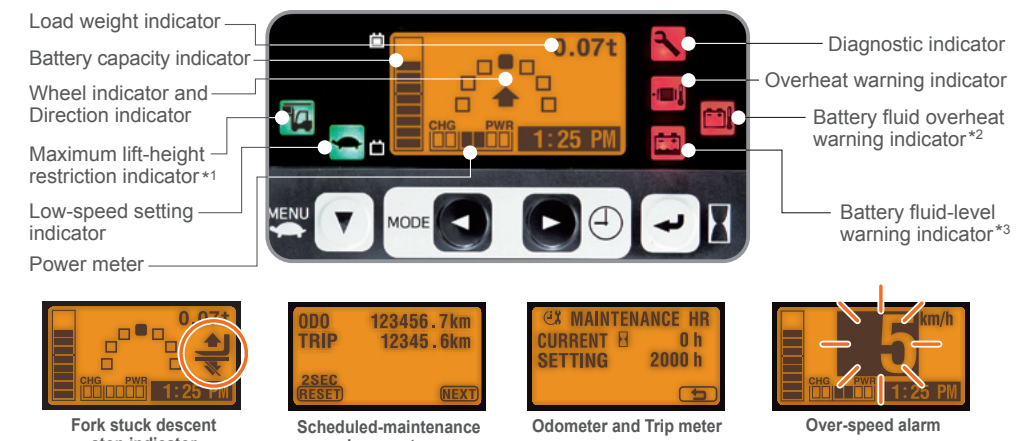 Load weight indicator
Battery capacity indicator
Wheel indicator and
Direction indicator
Maximum lift-height
restriction indicator*1
Low-speed setting
indicator
Power meter
0.07t
CHG PWR
1:25 PM
MENU
MODE
Diagnostic indicator
Overheat warning indicator
Battery fluid overheat
warning indicator*2
Battery fluid-level
warning indicator*3
0.07t
CHG PWR
1:25 PM
Fork stuck descent
stop indicator
ODO 123456.7km
TRIP 12345.6km
2SEC
RESET NEXT
Scheduled-maintenance
MAINTENANCE HR
CURRENT 0 h
SETTING 2000 h
Odometer and Trip meter
5 km/h
CHG PWR
1:25 PM
Over-speed alarm